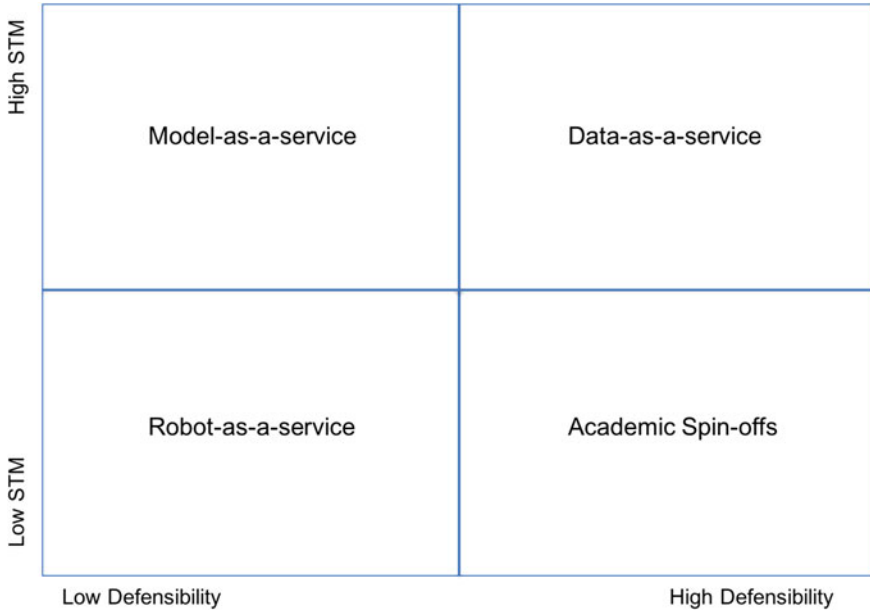 High STM
Model-as-a-service
Data-as-a-service
Low STM
Robot-as-a-service
Academic Spin-offs
Low Defensibility
High Defensibility